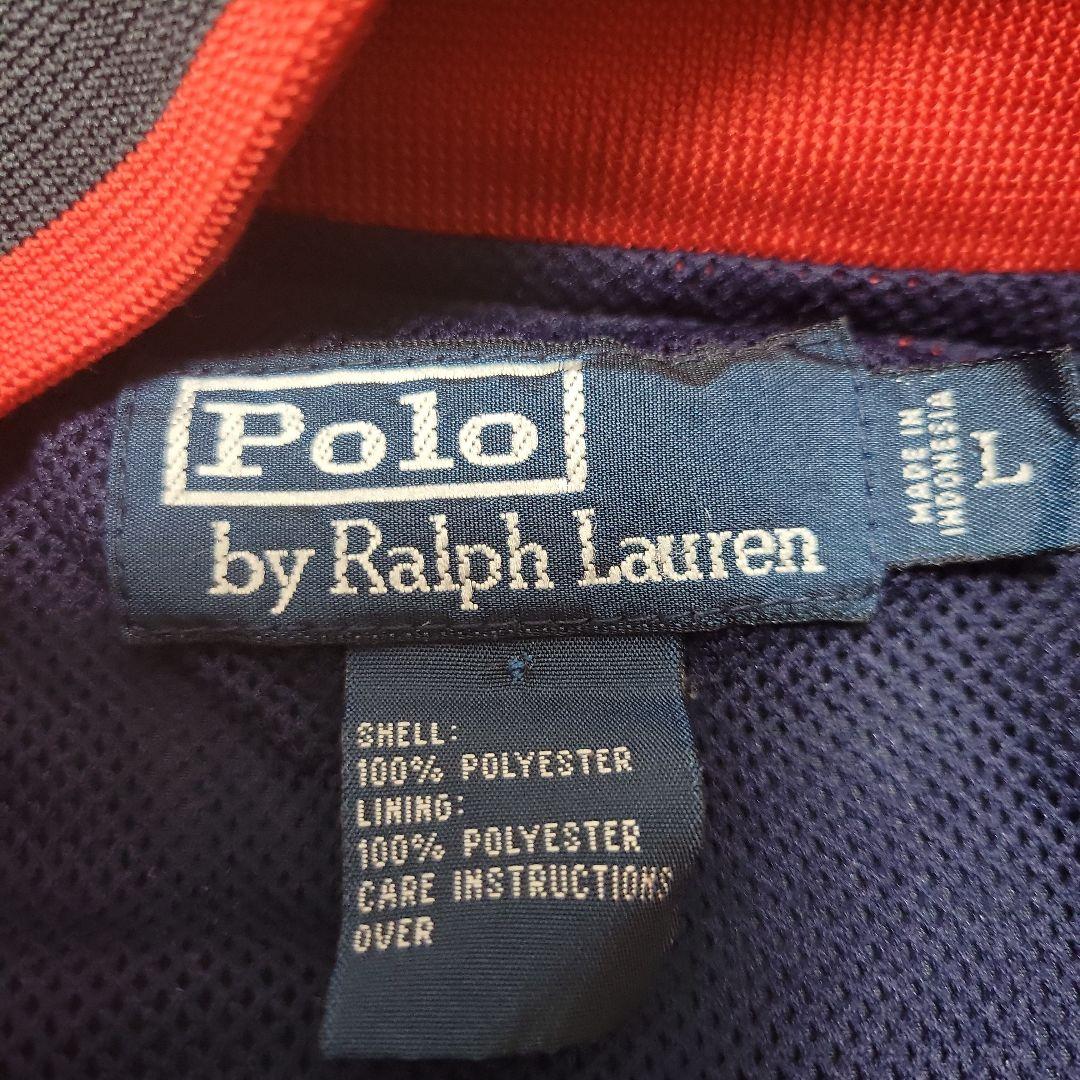 Polo
by Ralph Lauren
MADE IN
INDONESIA
L
SHELL:
100% POLYESTER
LINING:
100% POLYESTER
CARE INSTRUCTIONS
OVER